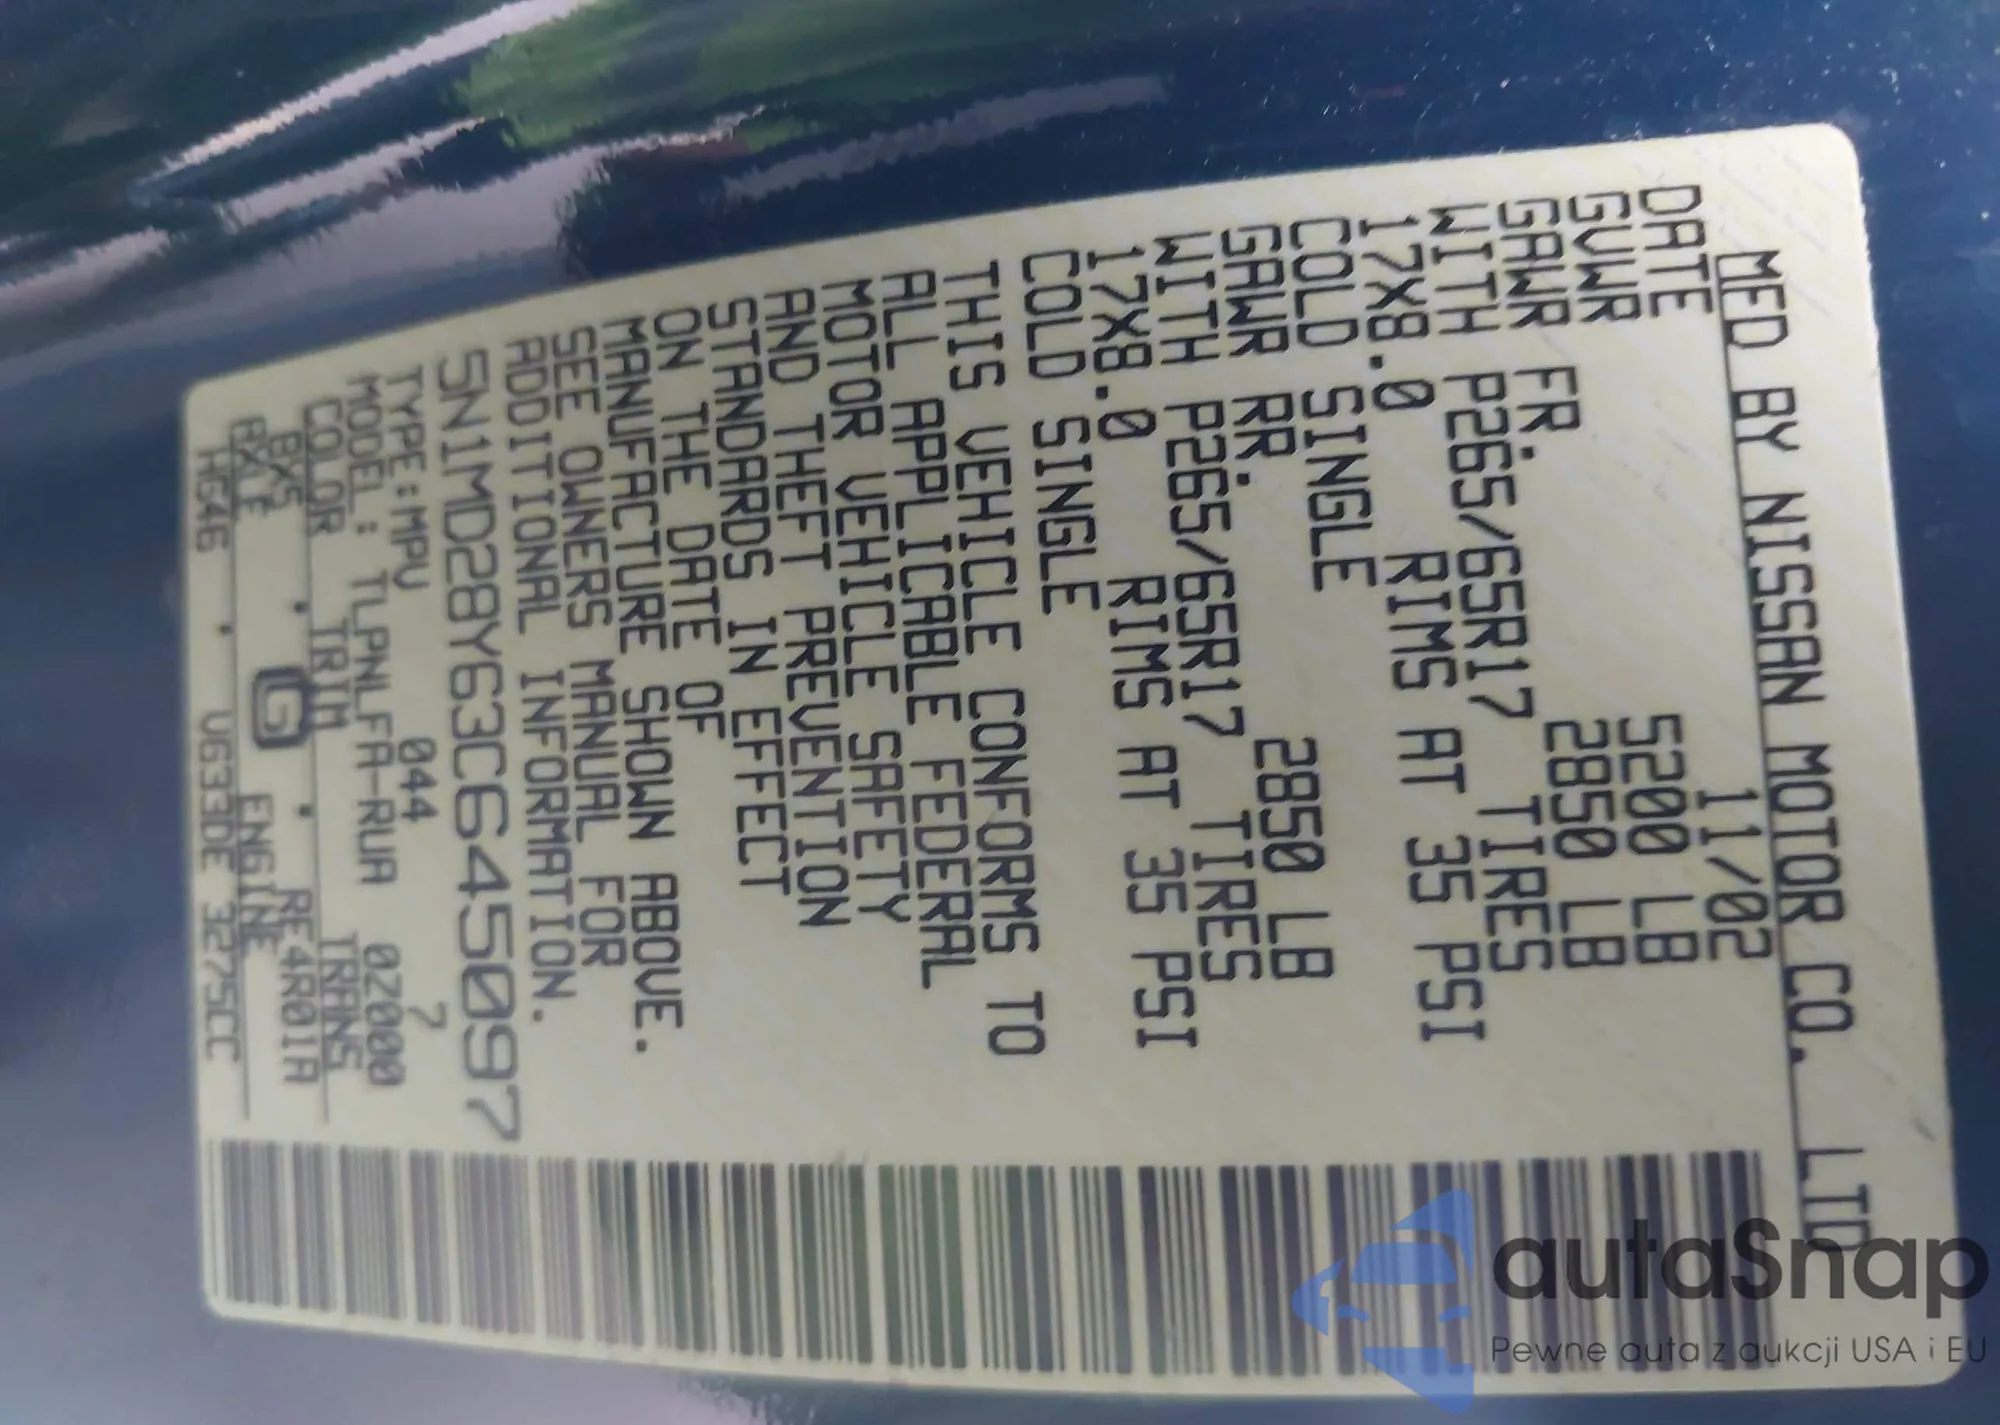 MFD BY NISSAN MOTOR CO. LTD
DATE 11/02
GVWR 5200 LB
GAWR FR. 2850 LB
WITH P265/65R17 TIRES
17X8.0 RIMS AT 35 PSI
COLD SINGLE
GAWR RR. 2850 LB
WITH P265/65R17 TIRES
17X8.0 RIMS AT 35 PSI
COLD SINGLE
THIS VEHICLE CONFORMS TO
ALL APPLICABLE FEDERAL
MOTOR VEHICLE SAFETY
AND THEFT PREVENTION
STANDARDS IN EFFECT
ON THE DATE OF
MANUFACTURE SHOWN ABOVE.
SEE OWNERS MANUAL FOR
ADDITIONAL INFORMATION.
5N1MD28Y63C645097
TYPE:MPV 044 7
MODEL: TLPNLFA-RUA 02000
COLOR TRIM TRANS
BX5 . G . RE4R01A
AXLE ENGINE
HG46 . VG33DE 3275CC
autaSnap
Pewne auta z aukcji USA i EU